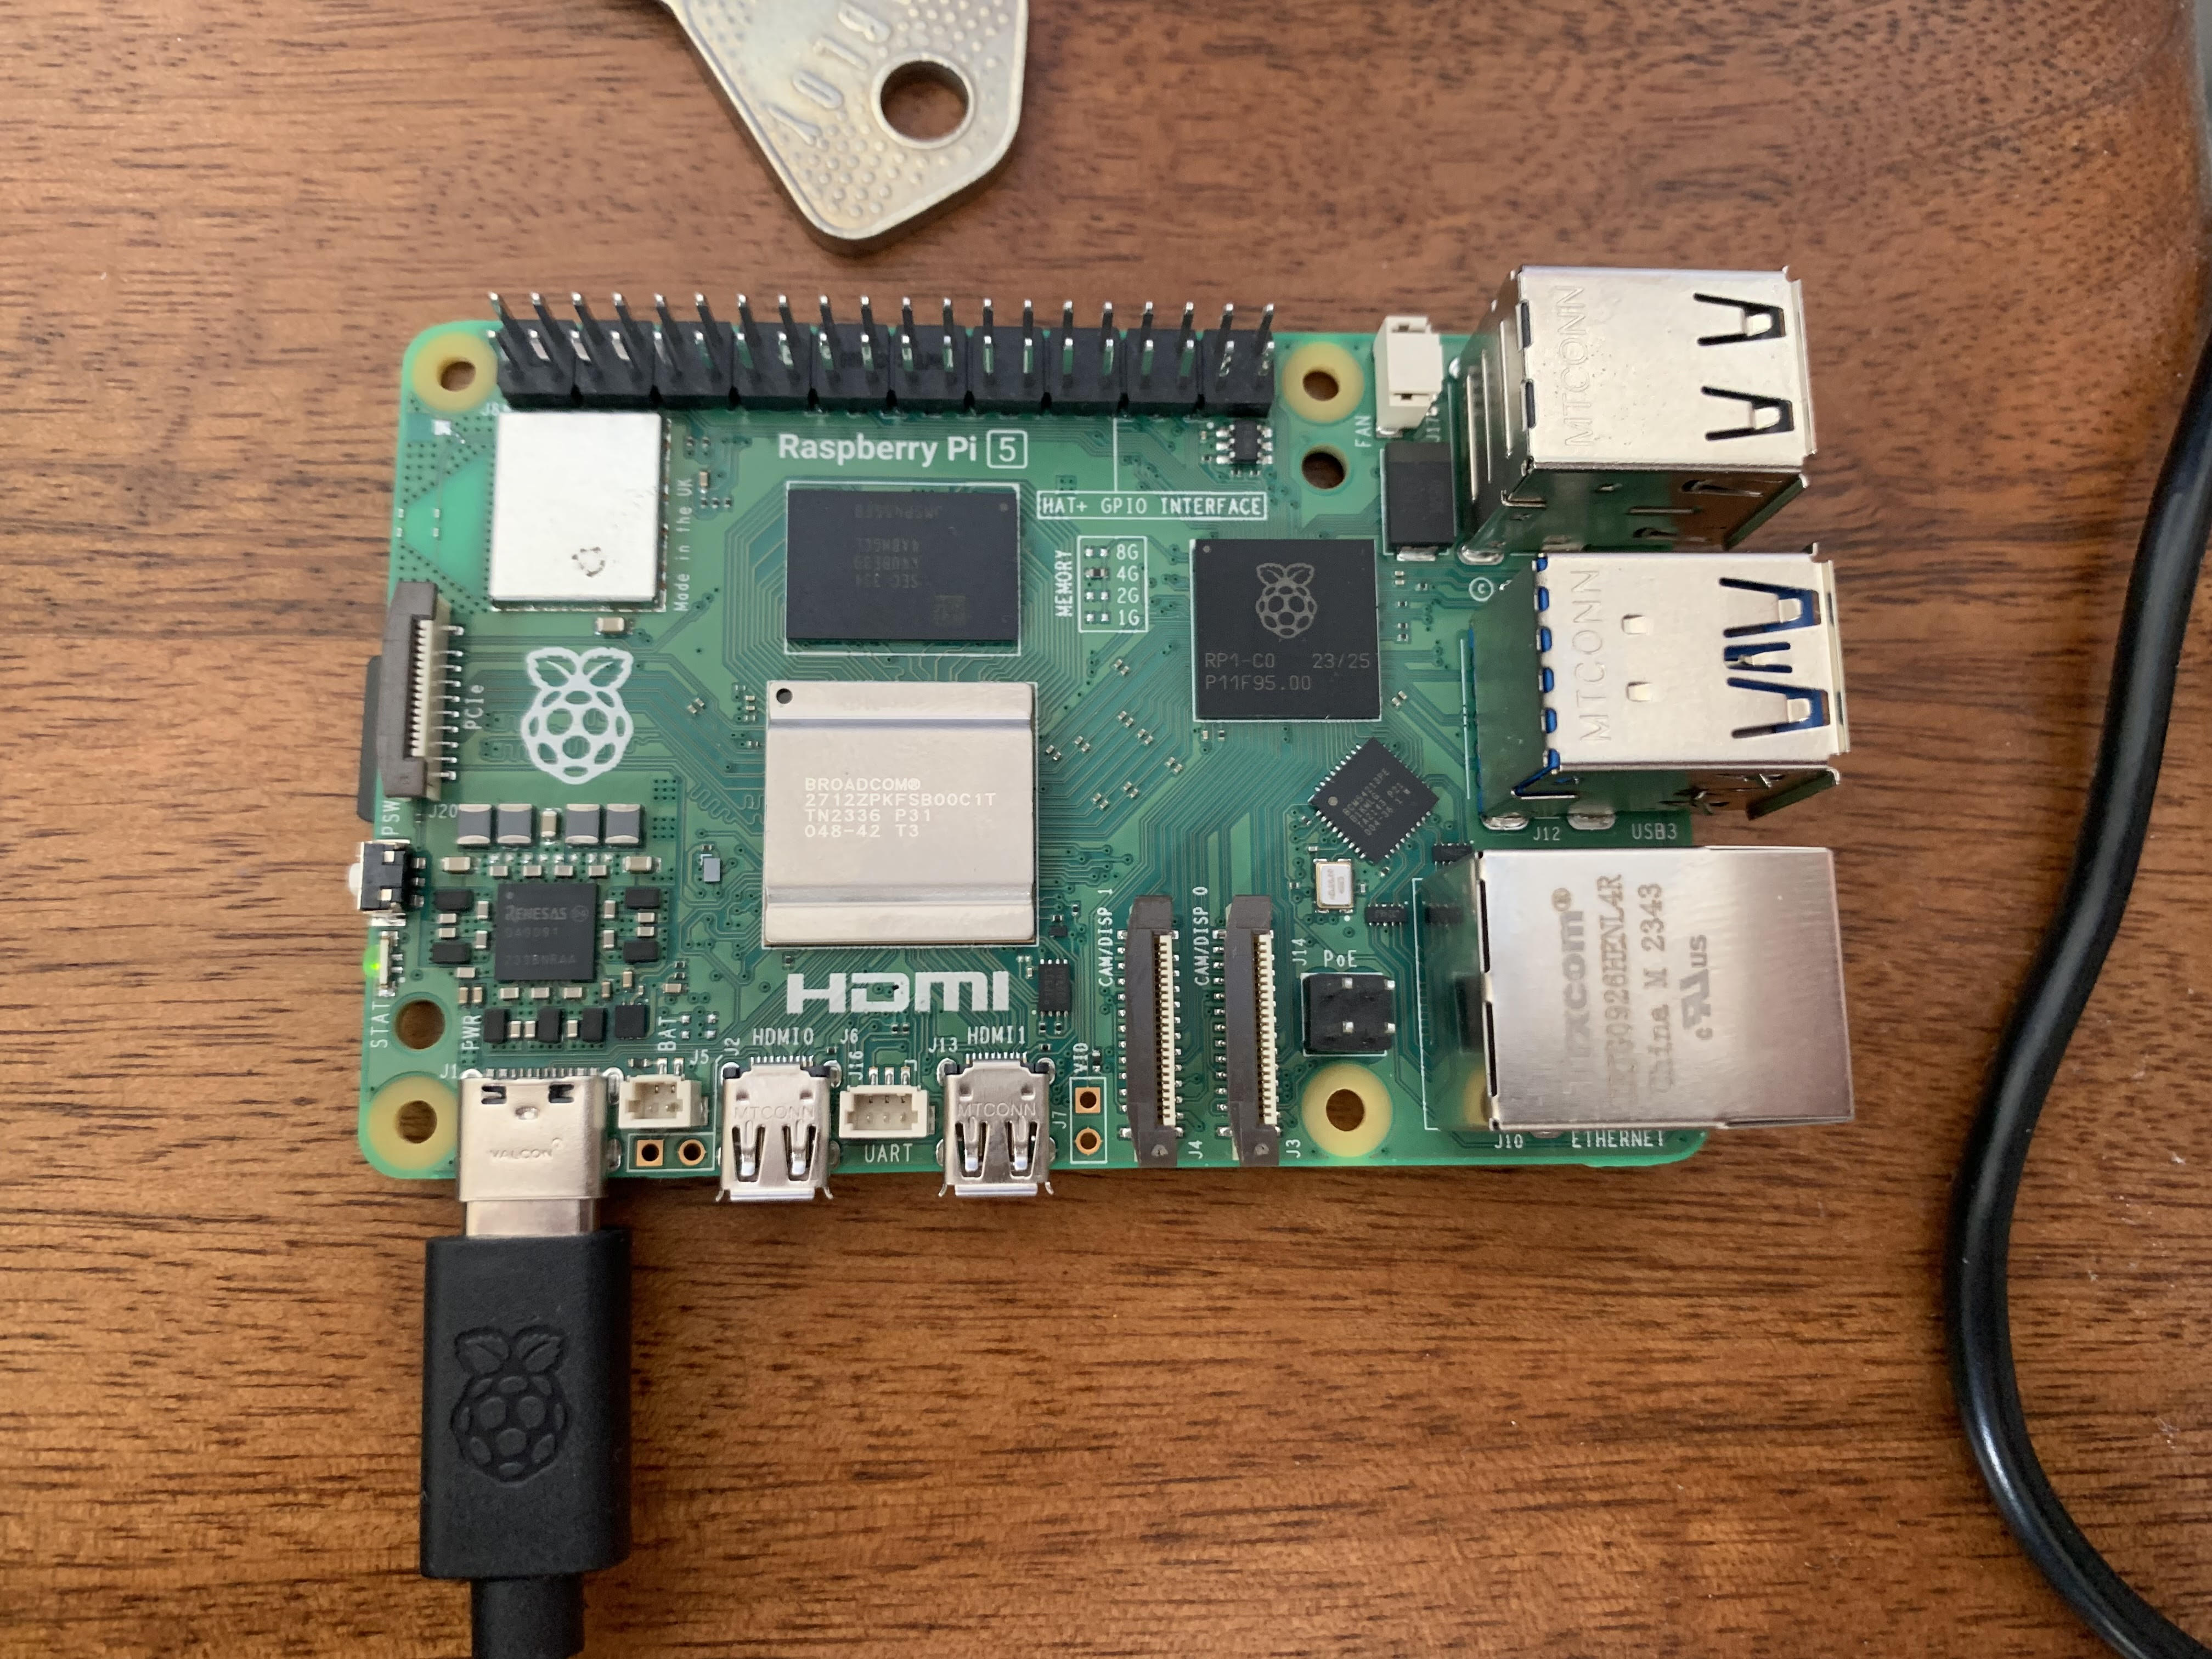 Raspberry Pi 5
Made in the UK
HAT+ GPIO INTERFACE
MEMORY
8G
4G
2G
1G
FAN
J17
MTCONN
RP1-C0 23/25
P11F95.00
MTCONN
PCIe
J20
PSW
BROADCOM®
2712ZPKFSB00C1T
TN2336 P31
048-42 T3
J12
USB3
RENESAS
STAT
PWR
BAT
HDMI
HDMI0
HDMI1
CAM/DISP 1
CAM/DISP 0
J14
PoE
China M 2343
c us
J1
J5
J2
J6
J16
J13
J7
MTCONN
MTCONN
UART
J4
J3
J10
ETHERNET